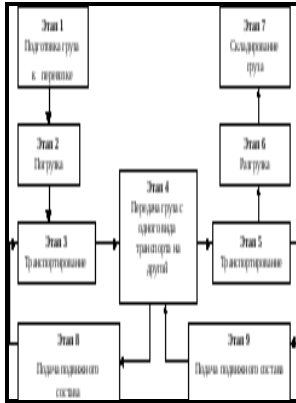 Этап 1
Подготовка груза
к перевозке
Этап 7
Складирование
груза
Этап 2
Погрузка
Этап 6
Разгрузка
Этап 4
Передача груза с
одного вида
транспорта на
другой
Этап 3
Транспортирование
Этап 5
Транспортирование
Этап 8
Подача подвижного
состава
Этап 9
Подача подвижного состава